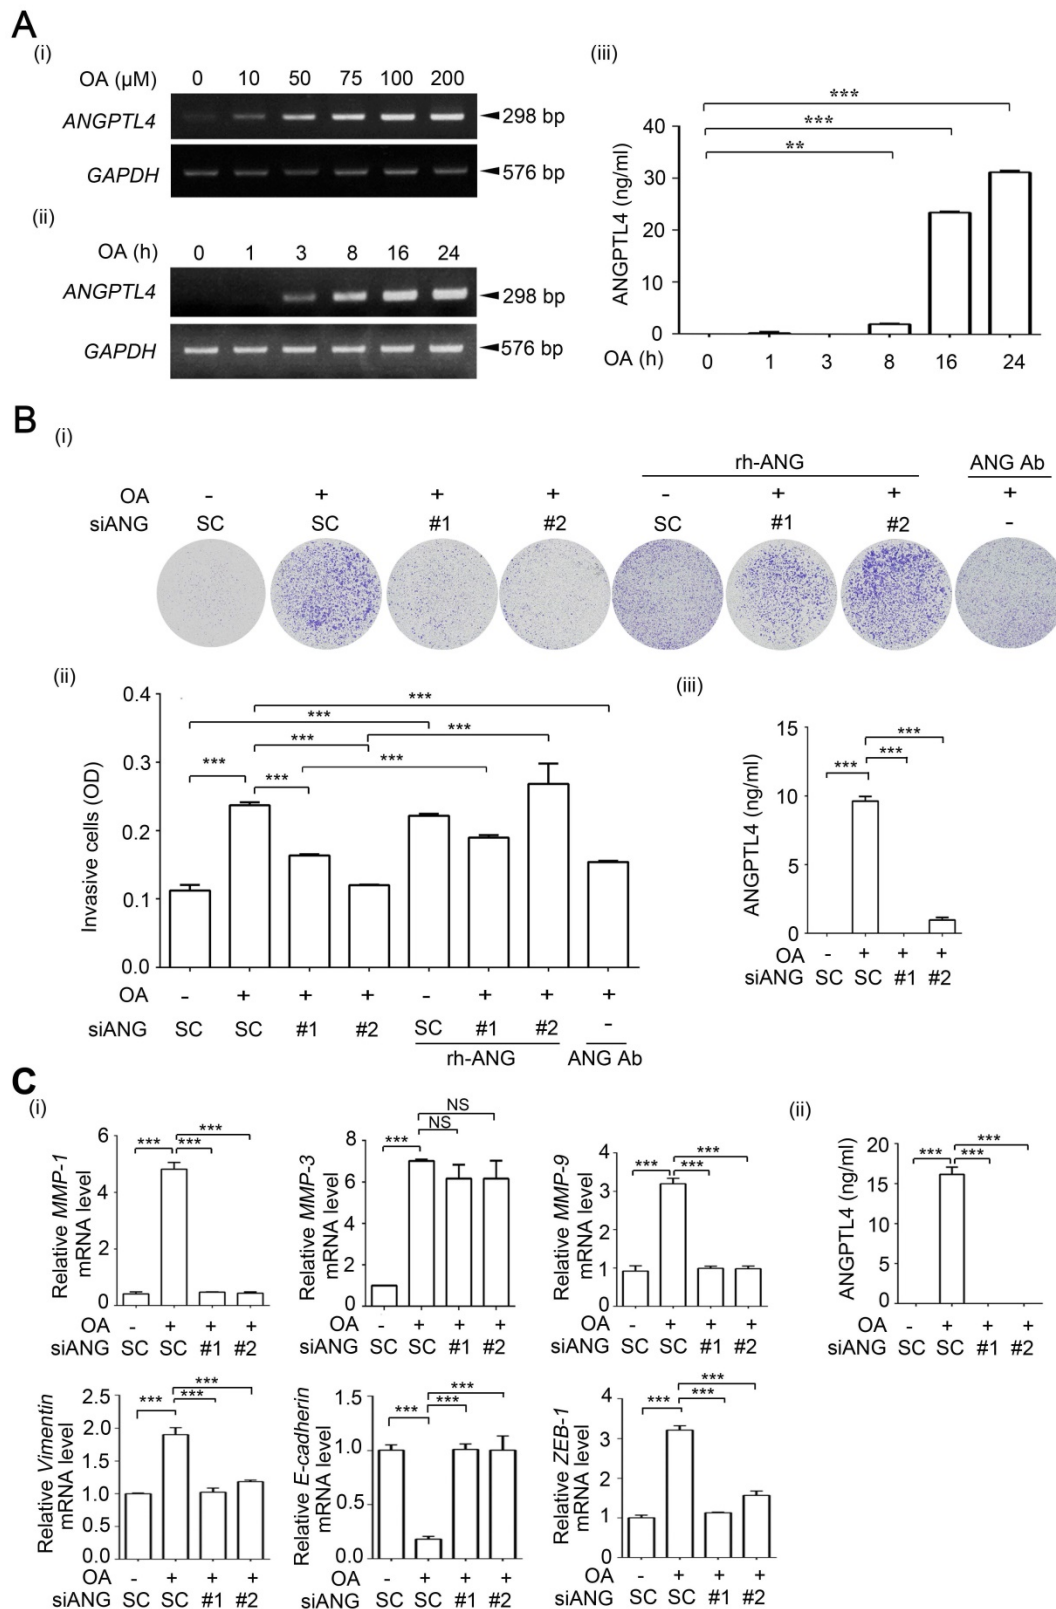 A
(i)
OA (µM) 0 10 50 75 100 200
ANGPTL4 298 bp
GAPDH 576 bp
(ii)
OA (h) 0 1 3 8 16 24
ANGPTL4 298 bp
GAPDH 576 bp
(iii)
***
***
**
ANGPTL4 (ng/ml)
40
30
20
10
0
OA (h) 0 1 3 8 16 24
B
(i)
rh-ANG ANG Ab
OA - + + + - + + +
siANG SC SC #1 #2 SC #1 #2 -
(ii)
Invasive cells (OD)
0.4
0.3
0.2
0.1
0.0
***
***
*** ***
*** *** ***
OA - + + + - + + +
siANG SC SC #1 #2 SC #1 #2 -
rh-ANG ANG Ab
(iii)
ANGPTL4 (ng/ml)
15
10
5
0
***
***
***
OA - + + +
siANG SC SC #1 #2
C
(i)
Relative MMP-1
mRNA level
6
4
2
0
***
*** ***
OA - + + +
siANG SC SC #1 #2
Relative MMP-3
mRNA level
8
6
4
2
0
NS
NS
***
OA - + + +
siANG SC SC #1 #2
Relative MMP-9
mRNA level
4
3
2
1
0
***
*** ***
OA - + + +
siANG SC SC #1 #2
(ii)
ANGPTL4 (ng/ml)
20
15
10
5
0
***
*** ***
OA - + + +
siANG SC SC #1 #2
Relative Vimentin
mRNA level
2.5
2.0
1.5
1.0
0.5
0.0
***
*** ***
OA - + + +
siANG SC SC #1 #2
Relative E-cadherin
mRNA level
1.5
1.0
0.5
0.0
***
***
***
OA - + + +
siANG SC SC #1 #2
Relative ZEB-1
mRNA level
4
3
2
1
0
***
*** ***
OA - + + +
siANG SC SC #1 #2